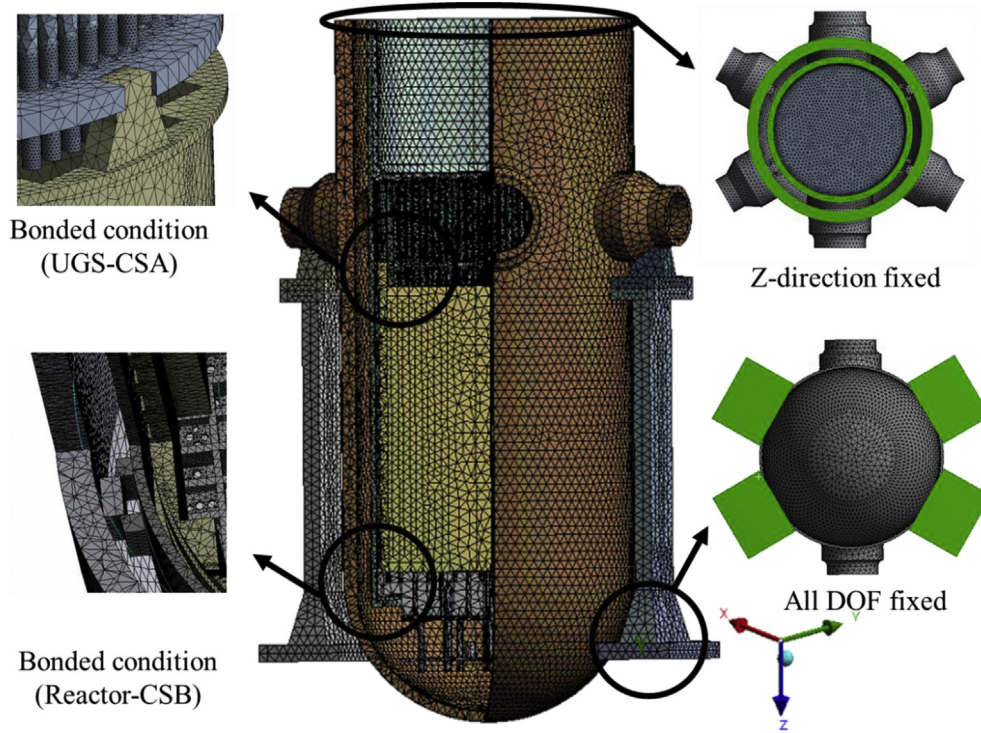 Bonded condition
(UGS-CSA)
Z-direction fixed
Bonded condition
(Reactor-CSB)
All DOF fixed
X
Y
Z